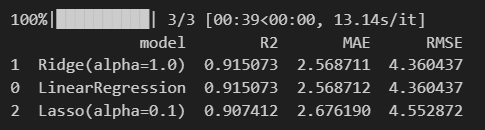 100%|██████████| 3/3 [00:39<00:00, 13.14s/it]
model R2 MAE RMSE
1 Ridge(alpha=1.0) 0.915073 2.568711 4.360437
0 LinearRegression 0.915073 2.568712 4.360437
2 Lasso(alpha=0.1) 0.907412 2.676190 4.552872